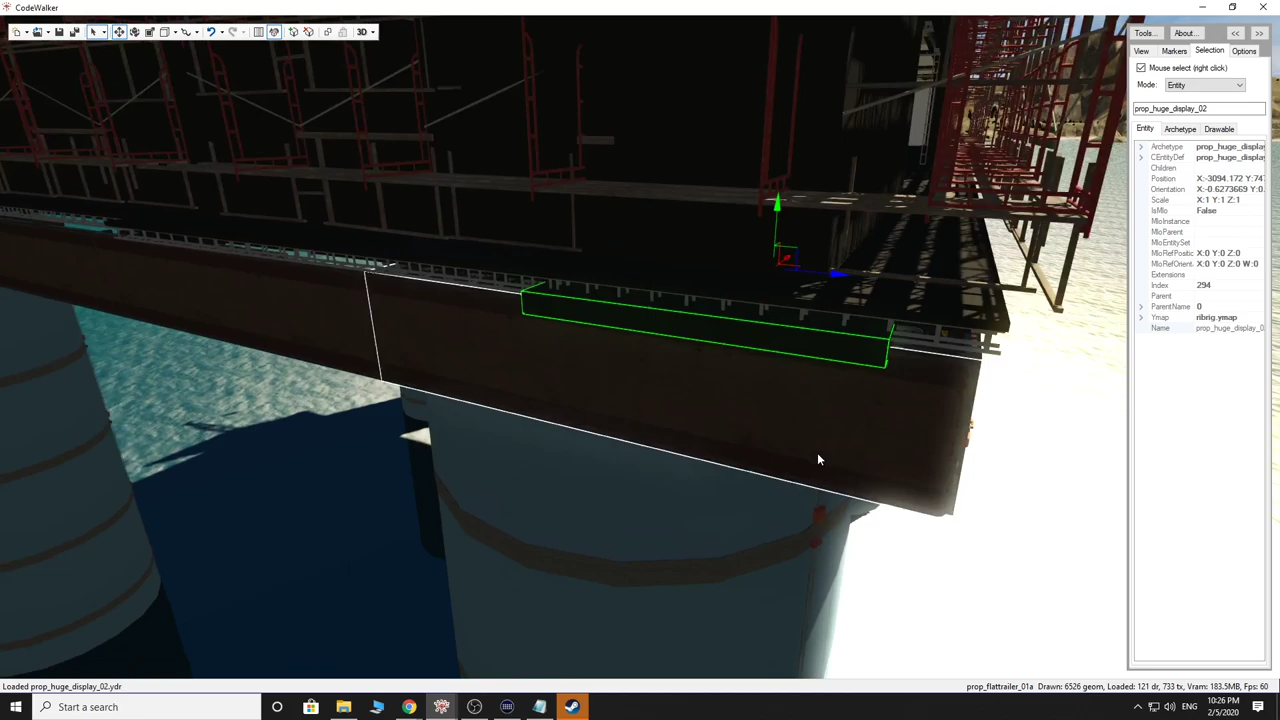 CodeWalker
3D
Tools...
About...
<<
>>
View
Markers
Selection
Options
Mouse select (right click)
Mode:
Entity
prop_huge_display_02
Entity
Archetype
Drawable
Archetype prop_huge_display
CEntityDef prop_huge_display
Children
Position X:-3094.172 Y:74
Orientation X:-0.6273669 Y:0.
Scale X:1 Y:1 Z:1
IsMlo False
MloInstance
MloParent
MloEntitySet
MloRefPositic X:0 Y:0 Z:0
MloRefOrient. X:0 Y:0 Z:0 W:0
Extensions
Index 294
Parent
ParentName 0
Ymap ribrig.ymap
Name prop_huge_display_0
Loaded prop_huge_display_02.ydr
prop_flattrailer_01a Drawn: 6526 geom, Loaded: 121 dr, 733 tx, Vram: 183.5MB, Fps: 60
Start a search
ENG
10:26 PM
2/5/2020